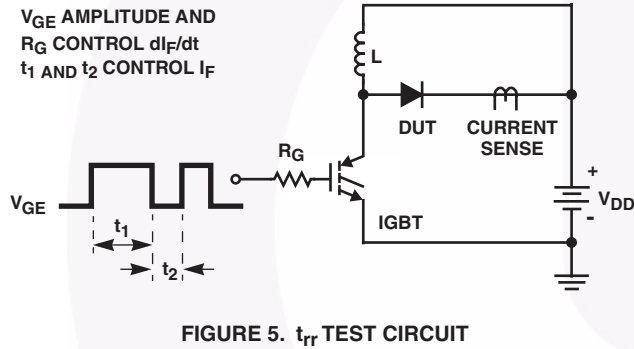 V_GE AMPLITUDE AND
R_G CONTROL dI_F/dt
t_1 AND t_2 CONTROL I_F
L
DUT
CURRENT
SENSE
R_G
V_GE
t_1
t_2
IGBT
+
V_DD
-
FIGURE 5. t_rr TEST CIRCUIT